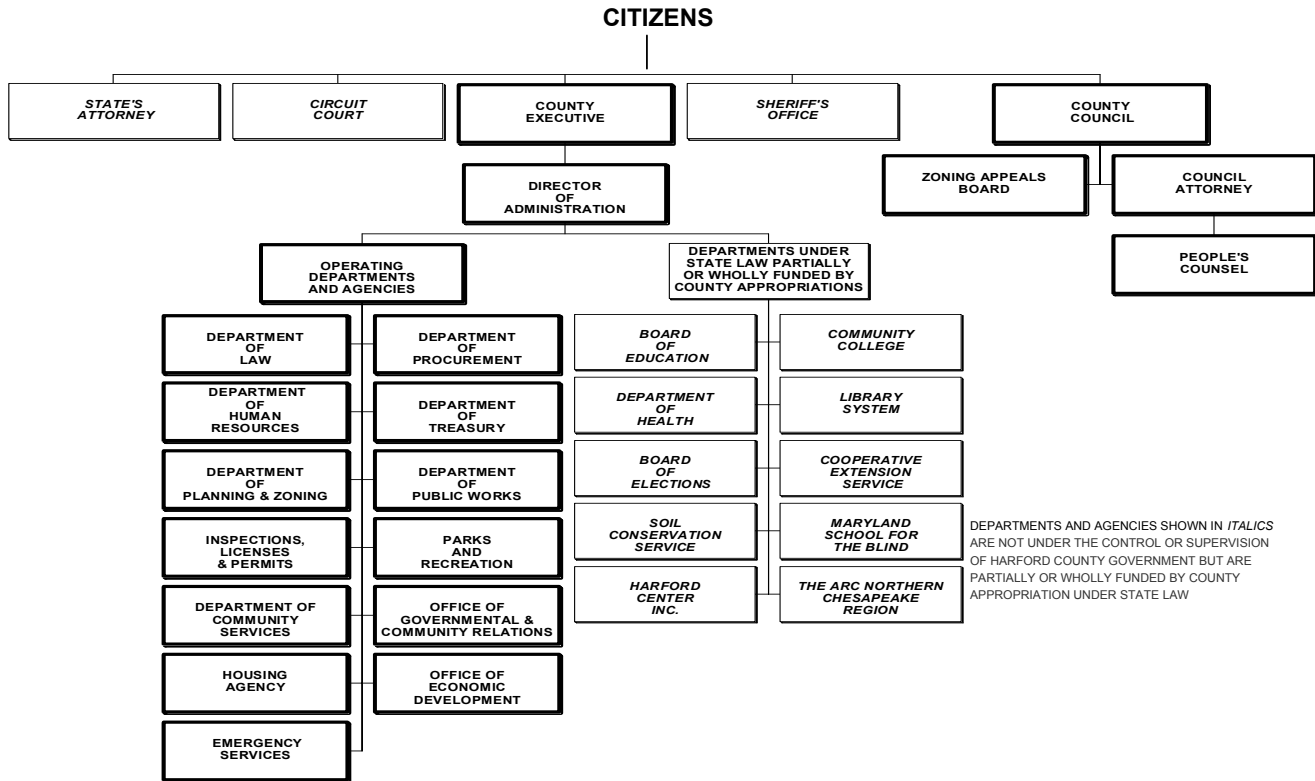 CITIZENS
STATE'S
ATTORNEY
CIRCUIT
COURT
COUNTY
EXECUTIVE
SHERIFF'S
OFFICE
COUNTY
COUNCIL
DIRECTOR
OF
ADMINISTRATION
ZONING APPEALS
BOARD
COUNCIL
ATTORNEY
PEOPLE'S
COUNSEL
OPERATING
DEPARTMENTS
AND AGENCIES
DEPARTMENTS UNDER
STATE LAW PARTIALLY
OR WHOLLY FUNDED BY
COUNTY APPROPRIATIONS
DEPARTMENT
OF
LAW
DEPARTMENT
OF
PROCUREMENT
DEPARTMENT
OF
HUMAN
RESOURCES
DEPARTMENT
OF
TREASURY
DEPARTMENT
OF
PLANNING & ZONING
DEPARTMENT
OF
PUBLIC WORKS
INSPECTIONS,
LICENSES
& PERMITS
PARKS
AND
RECREATION
DEPARTMENT OF
COMMUNITY
SERVICES
OFFICE OF
GOVERNMENTAL &
COMMUNITY RELATIONS
HOUSING
AGENCY
OFFICE OF
ECONOMIC
DEVELOPMENT
EMERGENCY
SERVICES
BOARD
OF
EDUCATION
COMMUNITY
COLLEGE
DEPARTMENT
OF
HEALTH
LIBRARY
SYSTEM
BOARD
OF
ELECTIONS
COOPERATIVE
EXTENSION
SERVICE
SOIL
CONSERVATION
SERVICE
MARYLAND
SCHOOL FOR
THE BLIND
HARFORD
CENTER
INC.
THE ARC NORTHERN
CHESAPEAKE
REGION
DEPARTMENTS AND AGENCIES SHOWN IN ITALICS
ARE NOT UNDER THE CONTROL OR SUPERVISION
OF HARFORD COUNTY GOVERNMENT BUT ARE
PARTIALLY OR WHOLLY FUNDED BY COUNTY
APPROPRIATION UNDER STATE LAW